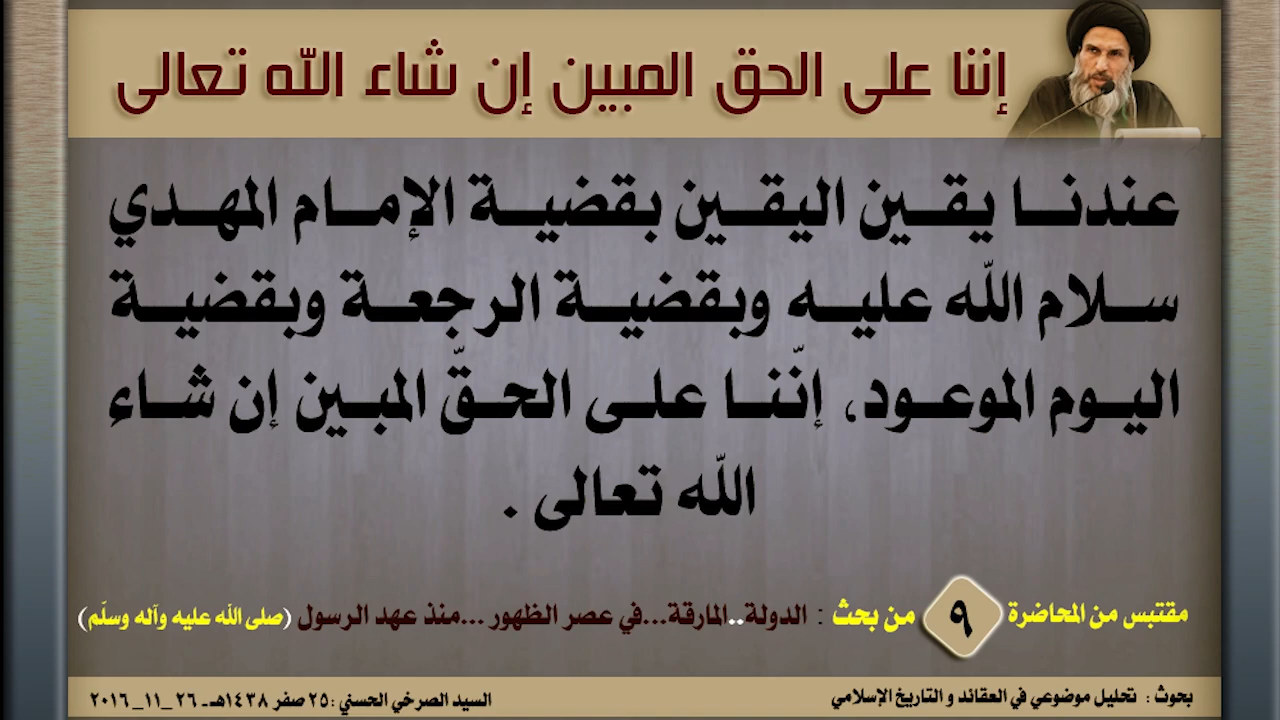 إننا على الحق المبين إن شاء الله تعالى
عندنا يقين اليقين بقضية الإمام المهدي
سلام الله عليه وبقضية الرجعة وبقضية
اليوم الموعود، إنّنا على الحقّ المبين إن شاء
الله تعالى .
مقتبس من المحاضرة ٩ من بحث : الدولة..المارقة...في عصر الظهور ...منذ عهد الرسول (صلى الله عليه وآله وسلّم)
بحوث : تحليل موضوعي في العقائد و التاريخ الإسلامي
السيد الصرخي الحسني :٢٥ صفر ١٤٣٨هـ - ٢٦ _١١ _ ٢٠١٦